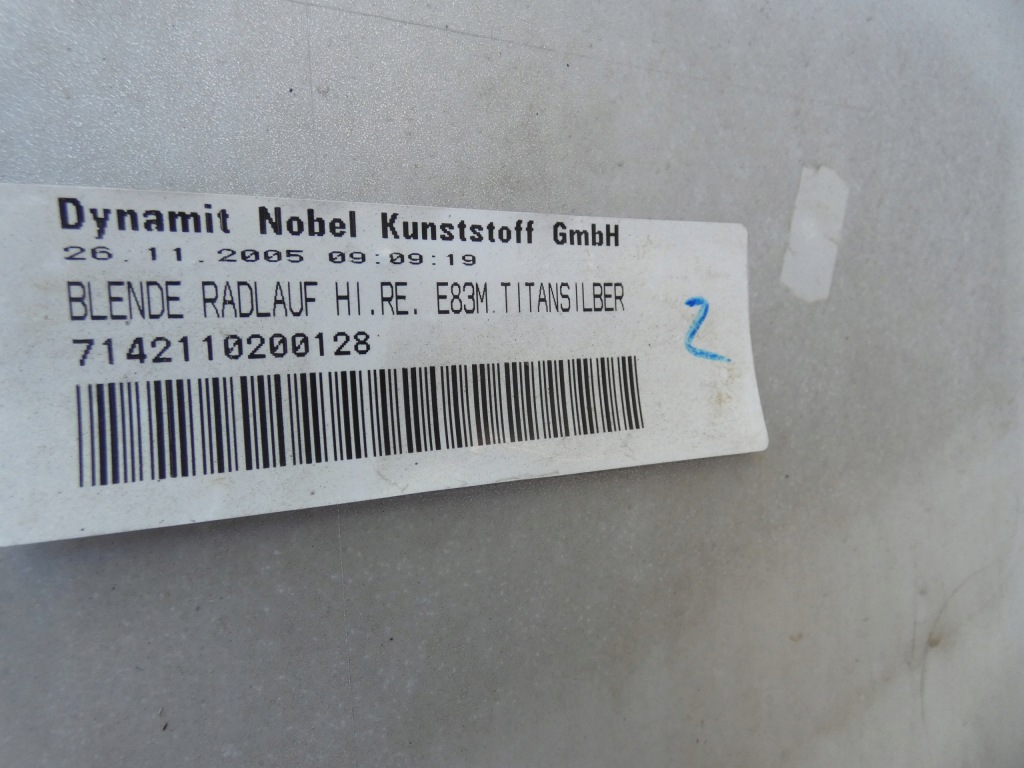 Dynamit Nobel Kunststoff GmbH
26.11.2005 09:09:19
BLENDE RADLAUF HI.RE. E83M.TITANSILBER
7142110200128
2